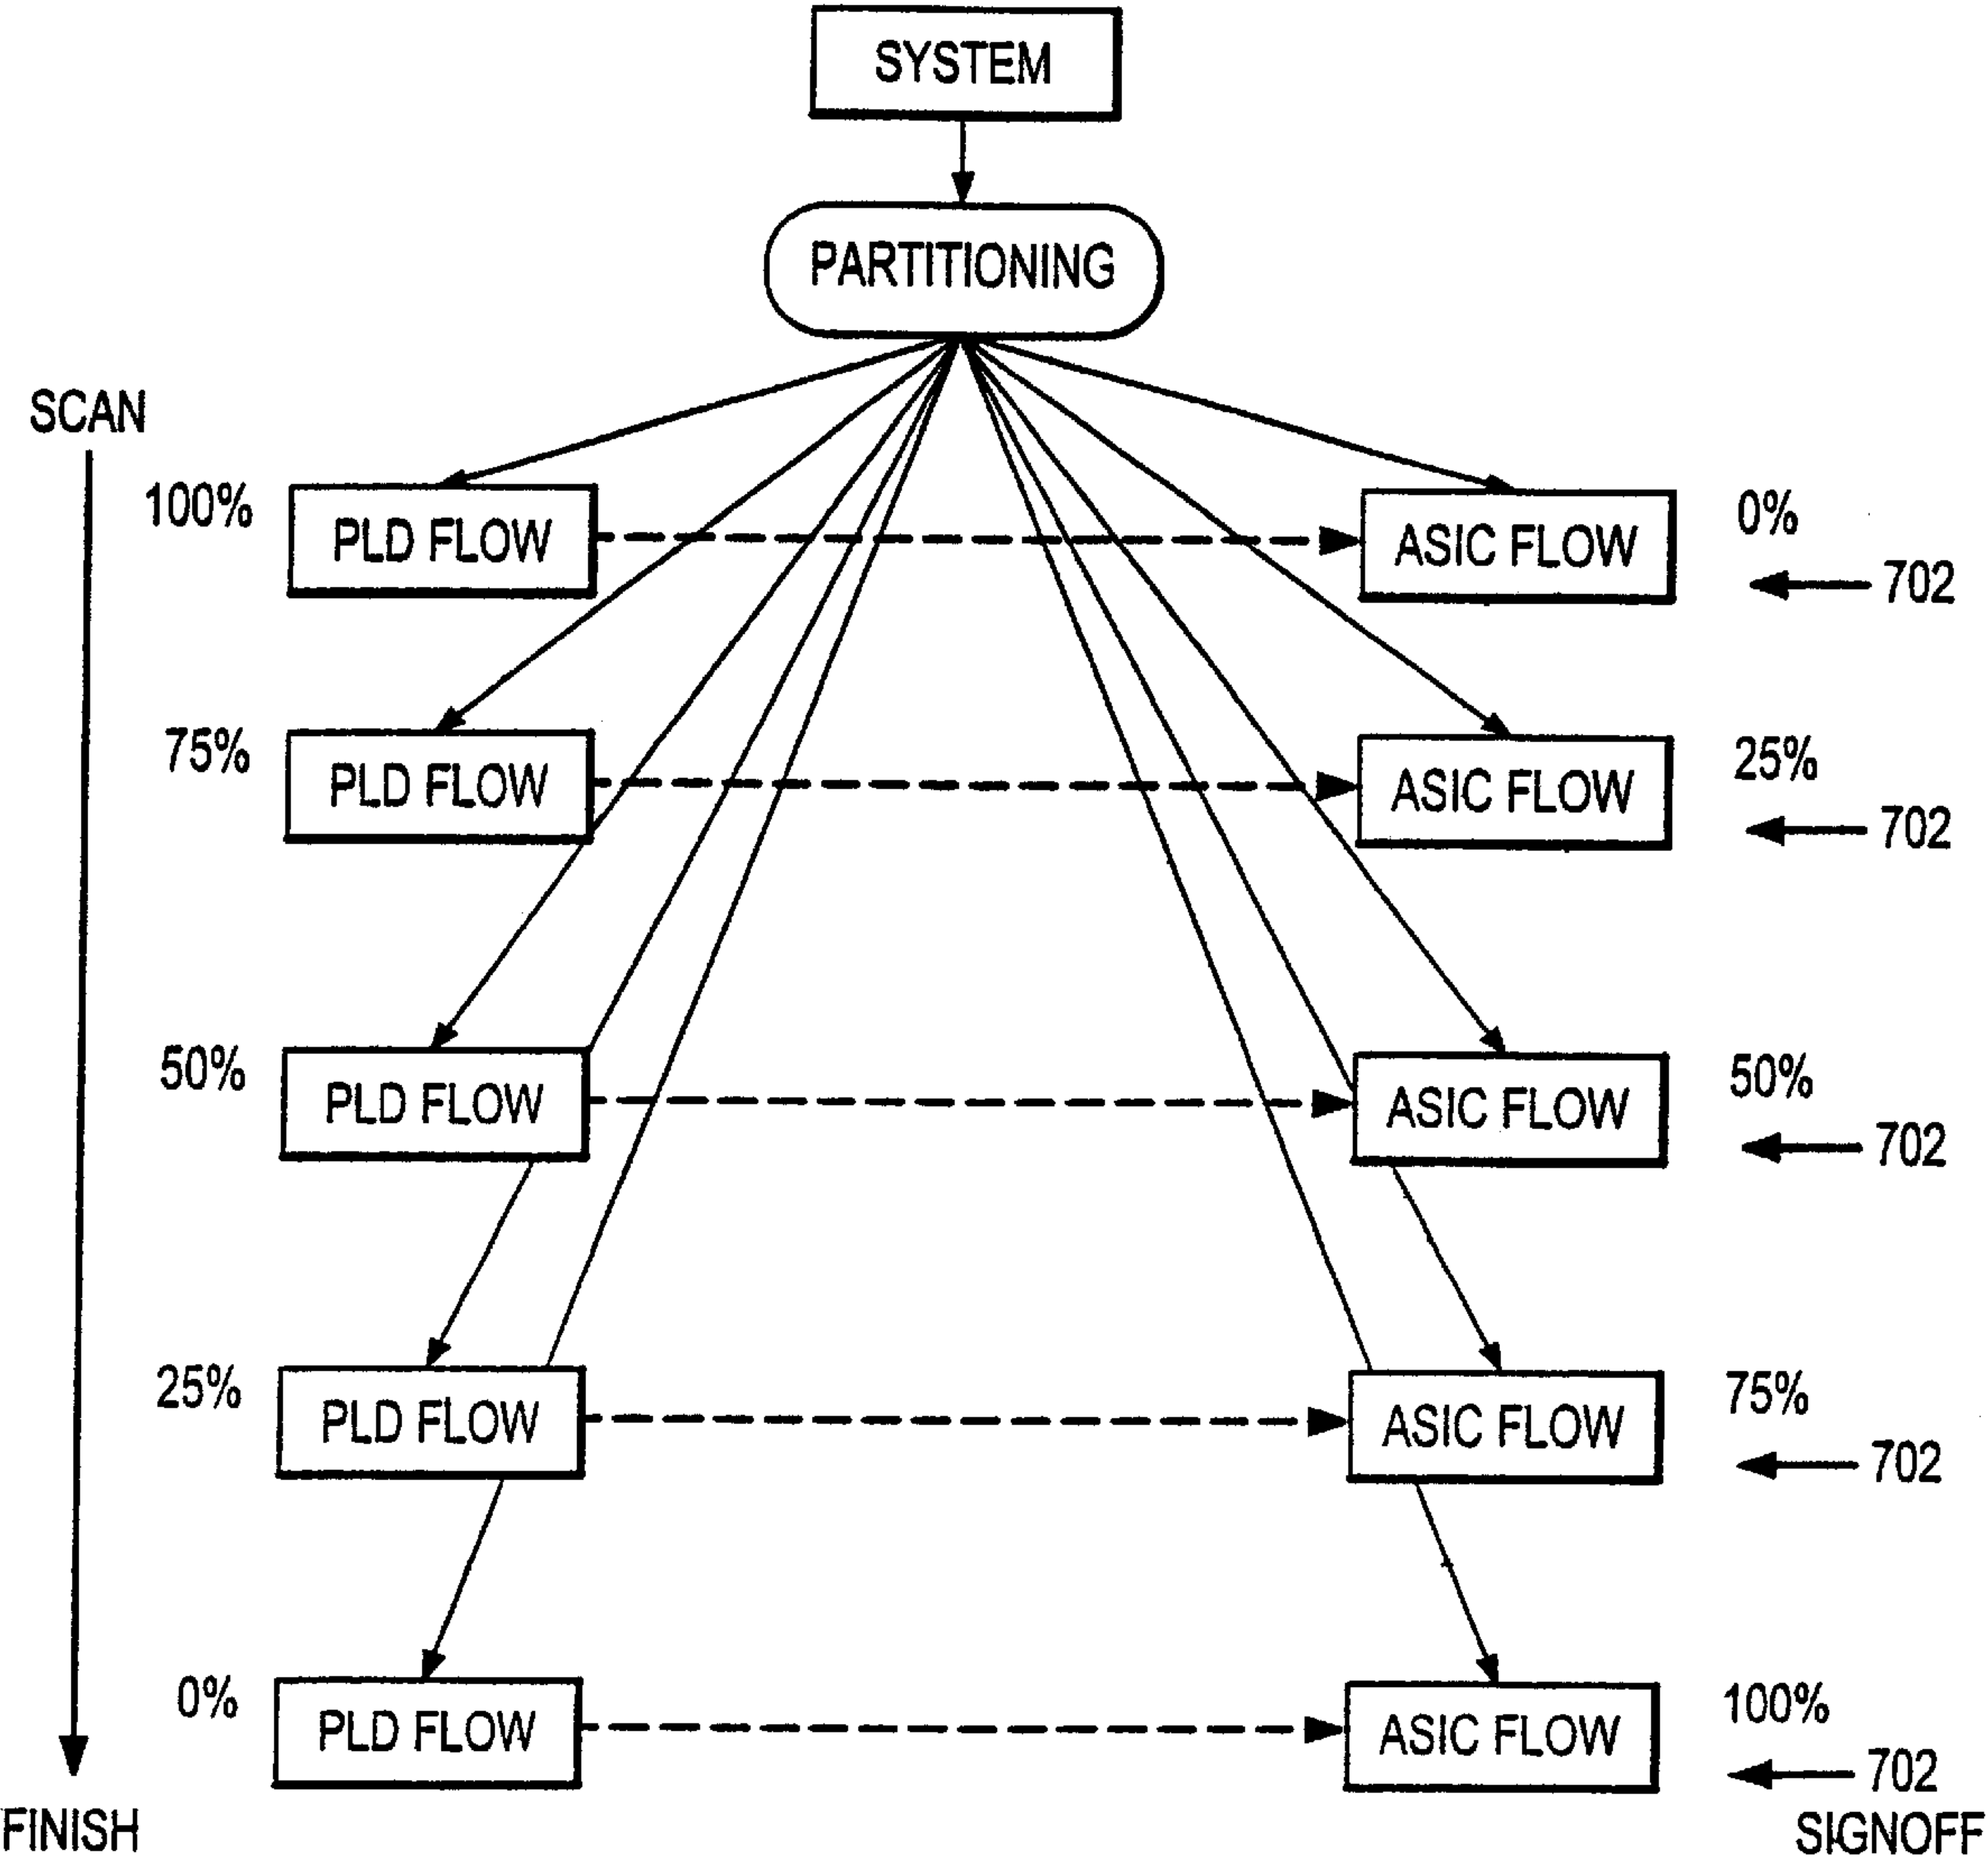 SYSTEM
PARTITIONING
SCAN
100%
PLD FLOW
ASIC FLOW
0%
702
75%
PLD FLOW
ASIC FLOW
25%
702
50%
PLD FLOW
ASIC FLOW
50%
702
25%
PLD FLOW
ASIC FLOW
75%
702
0%
PLD FLOW
ASIC FLOW
100%
702
FINISH
SIGNOFF